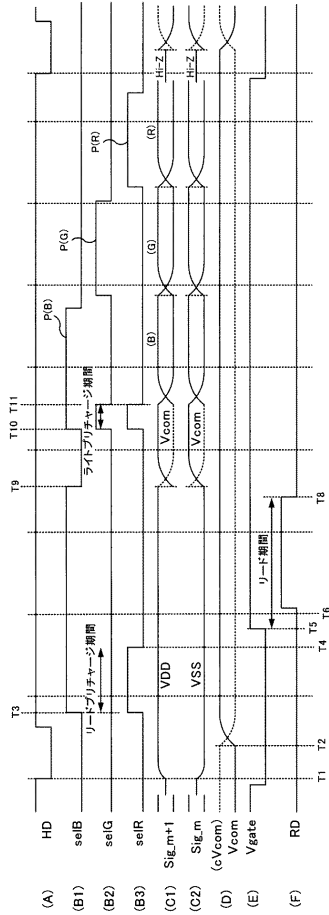 T3 T9 T10 T11
(A) HD
(B1) selB P(B)
リードプリチャージ期間 ライトプリチャージ期間
(B2) selG P(G)
(B3) selR P(R)
VDD Vcom (B) (G) (R) Hi-Z
(C1) Sig_m+1
VSS Vcom Hi-Z
(C2) Sig_m
(cVcom)
(D) Vcom
(E) Vgate
リード期間
(F) RD
T1 T2 T4 T5 T6 T8